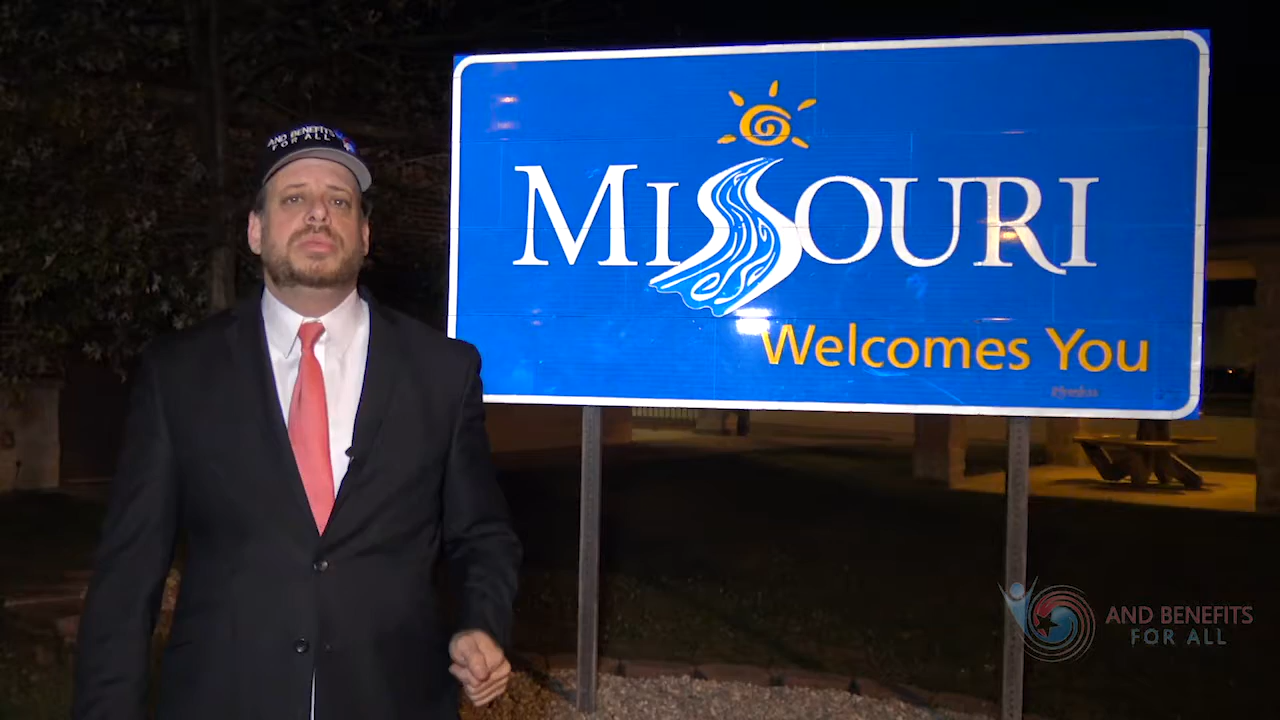 AND BENEFITS
FOR ALL
MISSOURI
Welcomes You
AND BENEFITS
FOR ALL